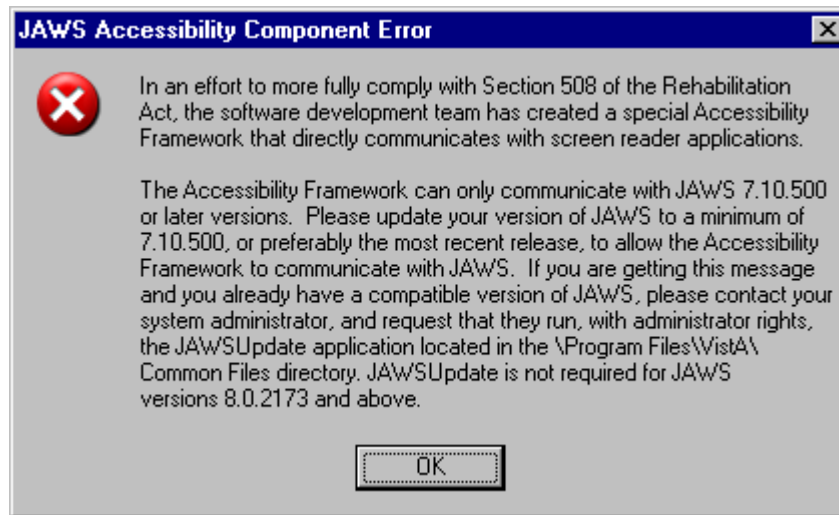 JAWS Accessibility Component Error
In an effort to more fully comply with Section 508 of the Rehabilitation
Act, the software development team has created a special Accessibility
Framework that directly communicates with screen reader applications.
The Accessibility Framework can only communicate with JAWS 7.10.500
or later versions.  Please update your version of JAWS to a minimum of
7.10.500, or preferably the most recent release, to allow the Accessibility
Framework to communicate with JAWS.  If you are getting this message
and you already have a compatible version of JAWS, please contact your
system administrator, and request that they run, with administrator rights,
the JAWSUpdate application located in the \Program Files\VistA\
Common Files directory. JAWSUpdate is not required for JAWS
versions 8.0.2173 and above.
OK